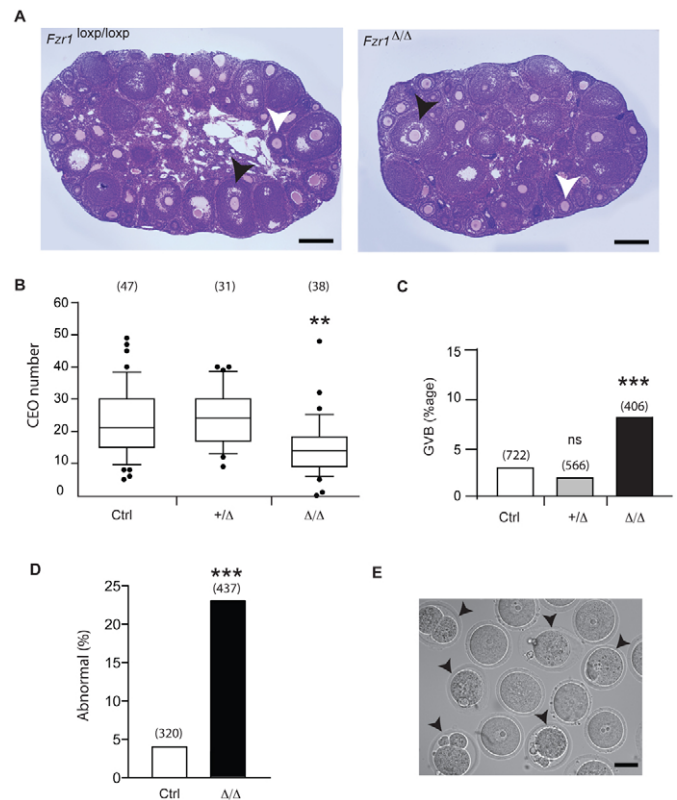 A
Fzr1 loxp/loxp
Fzr1 Δ/Δ
B
(47) (31) (38)
**
60
50
40
30
20
10
0
CEO number
Ctrl +/Δ Δ/Δ
C
15
10
5
0
GVB (%age)
(722)
ns
(566)
***
(406)
Ctrl +/Δ Δ/Δ
D
25
20
15
10
5
0
Abnormal (%)
(320)
***
(437)
Ctrl Δ/Δ
E